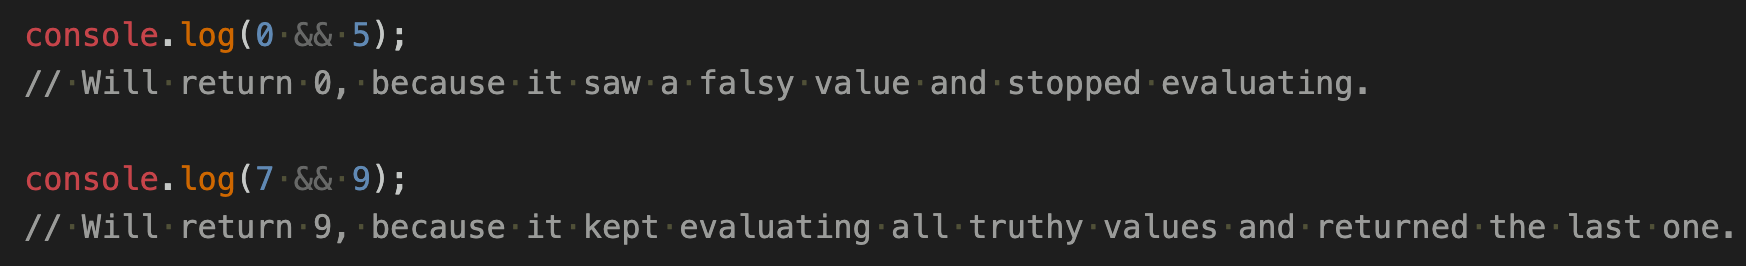 console.log(0 && 5);
// Will return 0, because it saw a falsy value and stopped evaluating.
console.log(7 && 9);
// Will return 9, because it kept evaluating all truthy values and returned the last one.